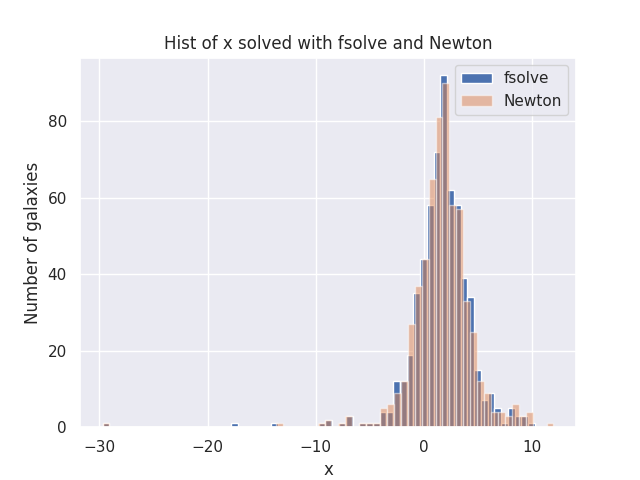 Hist of x solved with fsolve and Newton
fsolve
Newton
Number of galaxies
80
60
40
20
0
−30
−20
−10
0
10
x